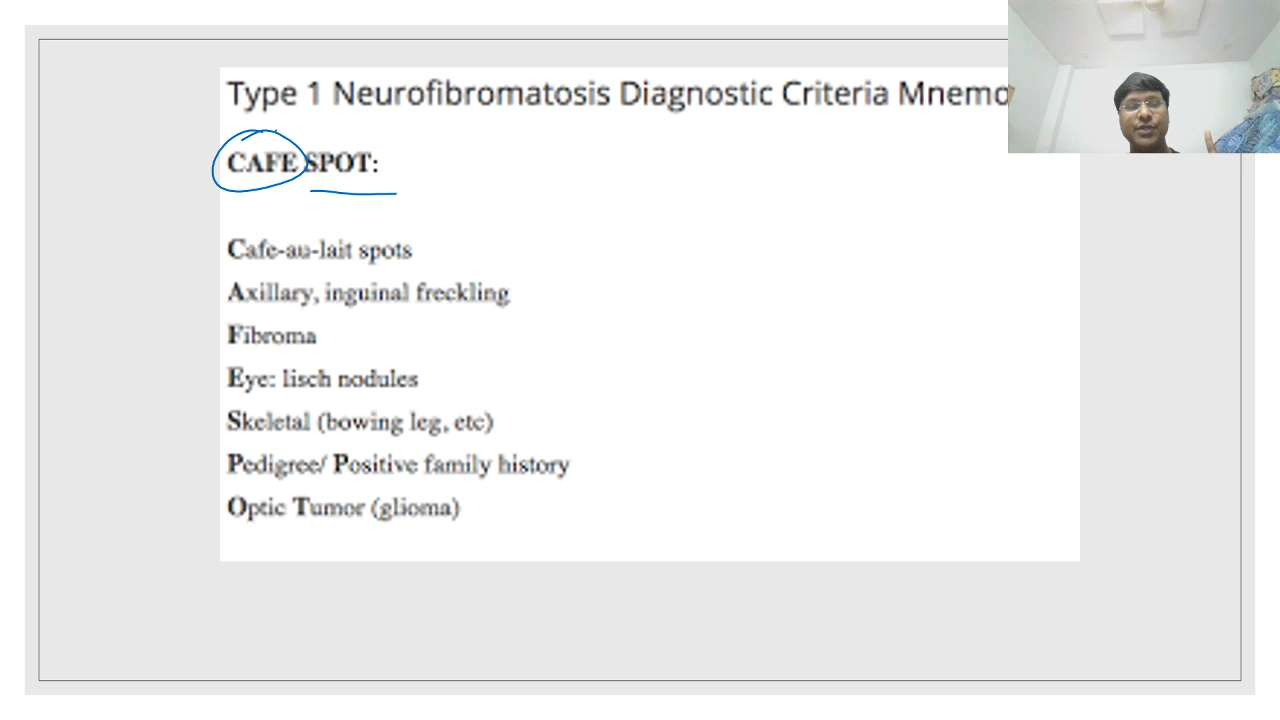 Type 1 Neurofibromatosis Diagnostic Criteria Mnemo
CAFE SPOT:
Cafe-au-lait spots
Axillary, inguinal freckling
Fibroma
Eye: lisch nodules
Skeletal (bowing leg, etc)
Pedigree/ Positive family history
Optic Tumor (glioma)